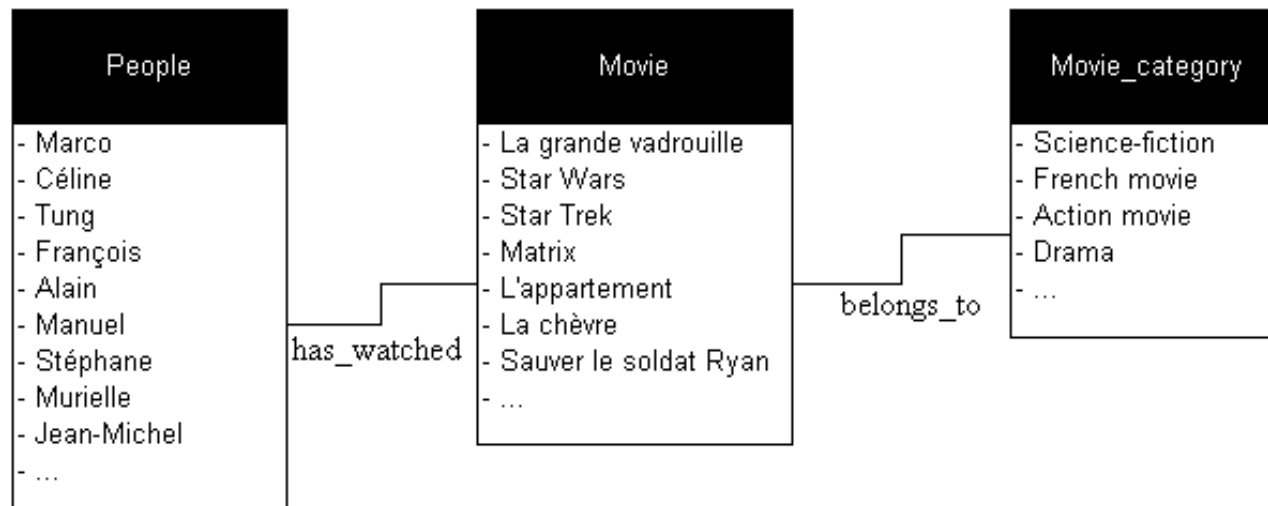 People
- Marco
- Céline
- Tung
- François
- Alain
- Manuel
- Stéphane
- Murielle
- Jean-Michel
- ...
has_watched
Movie
- La grande vadrouille
- Star Wars
- Star Trek
- Matrix
- L'appartement
- La chèvre
- Sauver le soldat Ryan
- ...
belongs_to
Movie_category
- Science-fiction
- French movie
- Action movie
- Drama
- ...